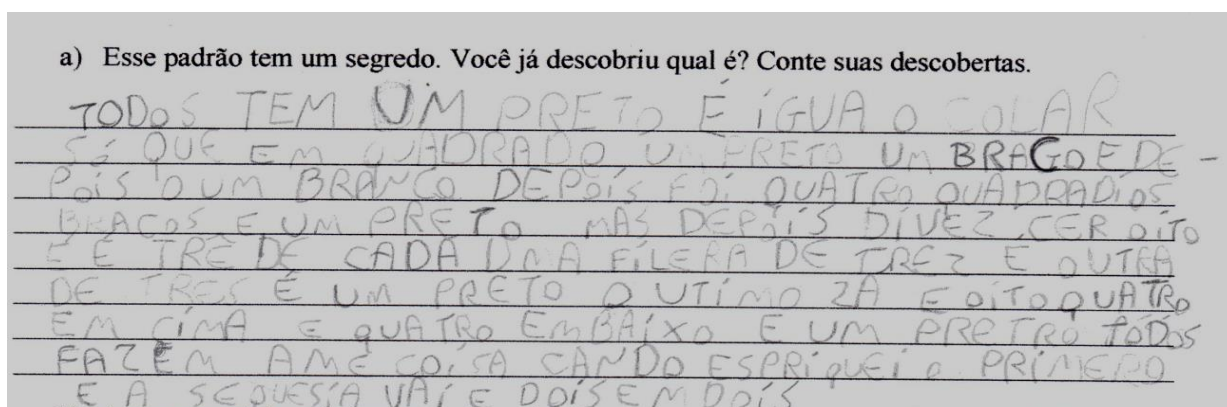 a) Esse padrão tem um segredo. Você já descobriu qual é? Conte suas descobertas.
TODOS TEM UM PRETO É IGUA O COLAR
SÓ QUE EM QUADRADO UM PRETO UM BRAGO E DE -
POIS O UM BRANCO DEPOIS FOI QUATRO QUADRADIOS
BRACOS E UM PRETO MAS DEPOIS DIVEZ CER OITO
E É TRE DE CADA UMA FILERA DE TREZ E OUTRA
DE TRES É UM PRETO O UTIMO ZA E OITO QUATRO
EM CIMA E QUATRO EMBAIXO E UM PRETRO TODOS
FAZEM AME COISA CANDO ESPRIQUEI O PRIMERO
E A SEQUESIA VAI E DOIS EM DOIS